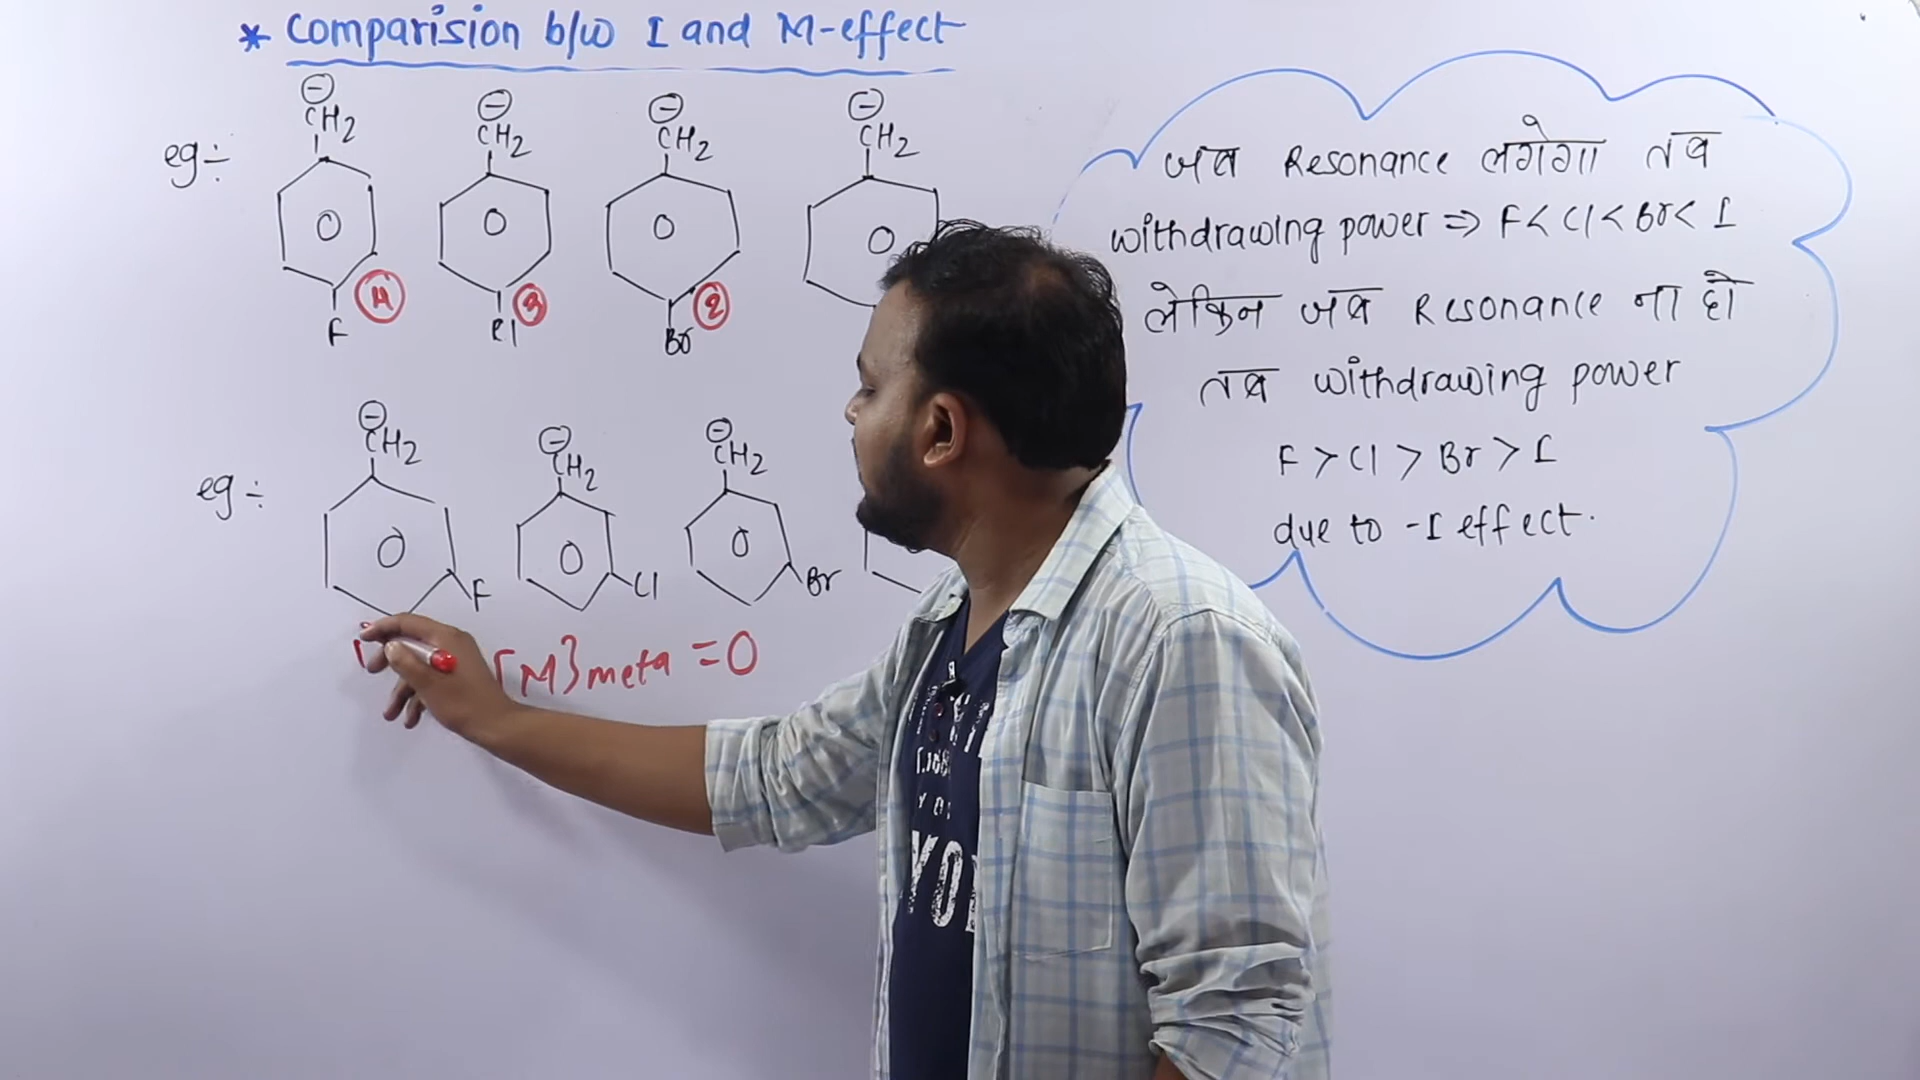 * Comparision b/w I and M-effect
eg ÷
⊖ CH2 ⊖ CH2 ⊖ CH2 ⊖ CH2
F 4 Cl 3 Br 2
eg ÷
⊖ CH2 ⊖ CH2 ⊖ CH2
F Cl Br
[M}meta = 0
जब Resonance लगेगा तब
withdrawing power ⇒ F < Cl < Br < I
लेकिन जब Resonance ना हो
तब withdrawing power
F > Cl > Br > I
due to -I effect.
YO